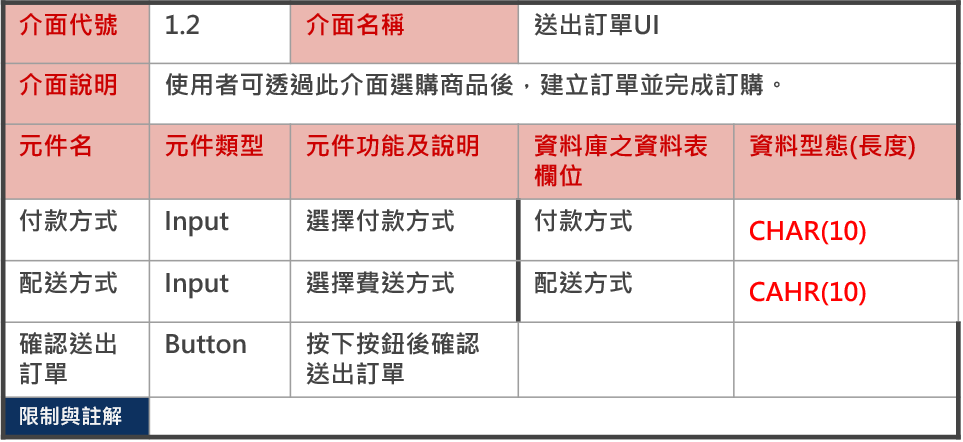 介面代號 1.2 介面名稱 送出訂單UI
介面說明 使用者可透過此介面選購商品後，建立訂單並完成訂購。
元件名 元件類型 元件功能及說明 資料庫之資料表
欄位 資料型態(長度)
付款方式 Input 選擇付款方式 付款方式 CHAR(10)
配送方式 Input 選擇費送方式 配送方式 CAHR(10)
確認送出
訂單 Button 按下按鈕後確認
送出訂單
限制與註解